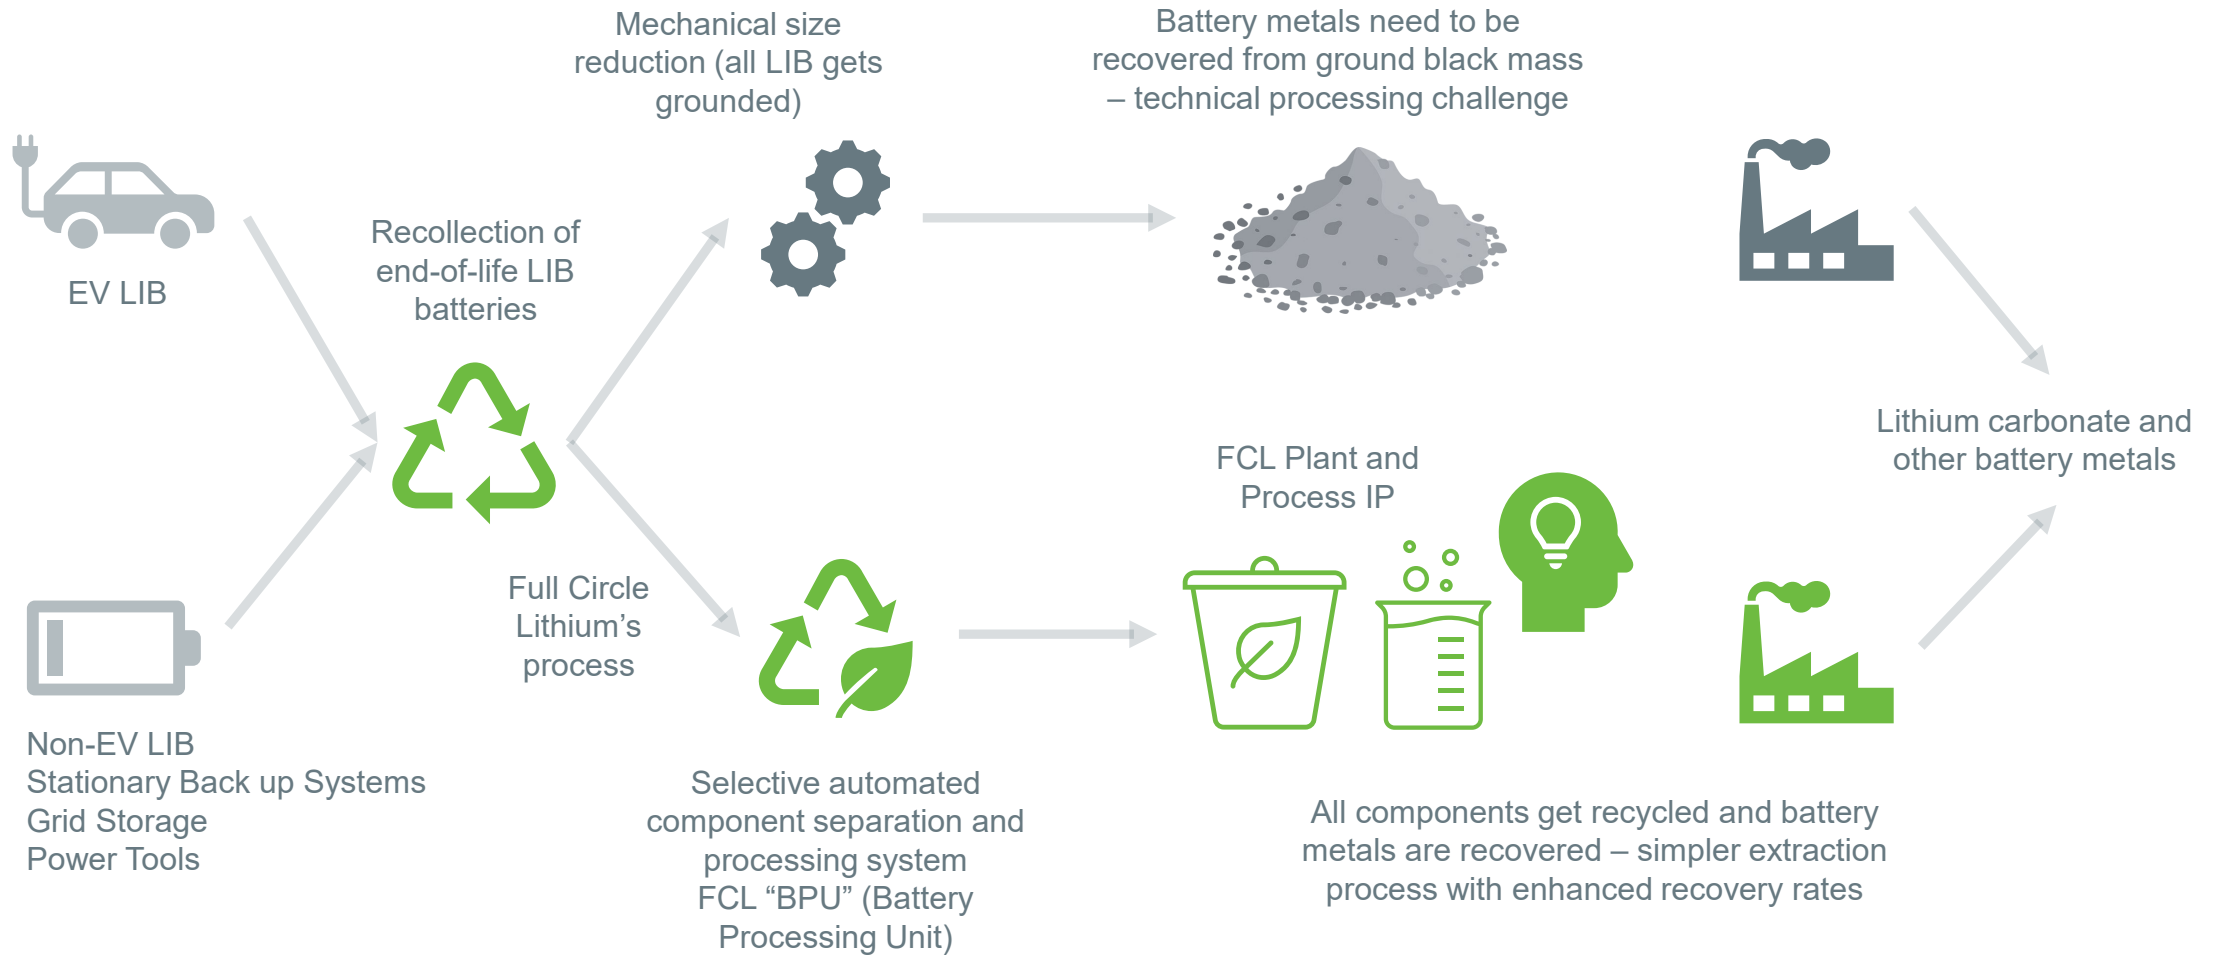 Mechanical size
reduction (all LIB gets
grounded)
Battery metals need to be
recovered from ground black mass
– technical processing challenge
EV LIB
Recollection of
end-of-life LIB
batteries
Lithium carbonate and
other battery metals
FCL Plant and
Process IP
Full Circle
Lithium’s
process
Non-EV LIB
Stationary Back up Systems
Grid Storage
Power Tools
Selective automated
component separation and
processing system
FCL “BPU” (Battery
Processing Unit)
All components get recycled and battery
metals are recovered – simpler extraction
process with enhanced recovery rates